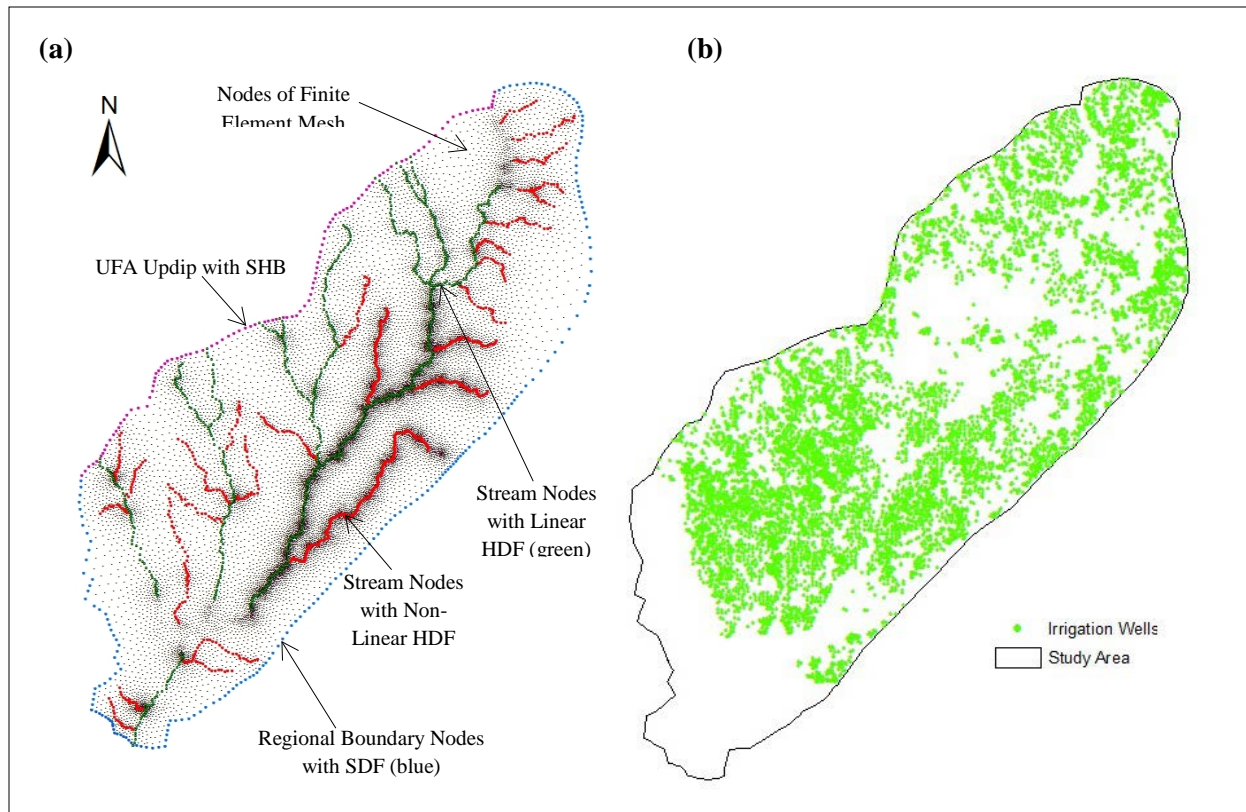 (a)
N
Nodes of Finite
Element Mesh
UFA Updip with SHB
Stream Nodes
with Linear
HDF (green)
Stream Nodes
with Non-
Linear HDF
Regional Boundary Nodes
with SDF (blue)
(b)
Irrigation Wells
Study Area